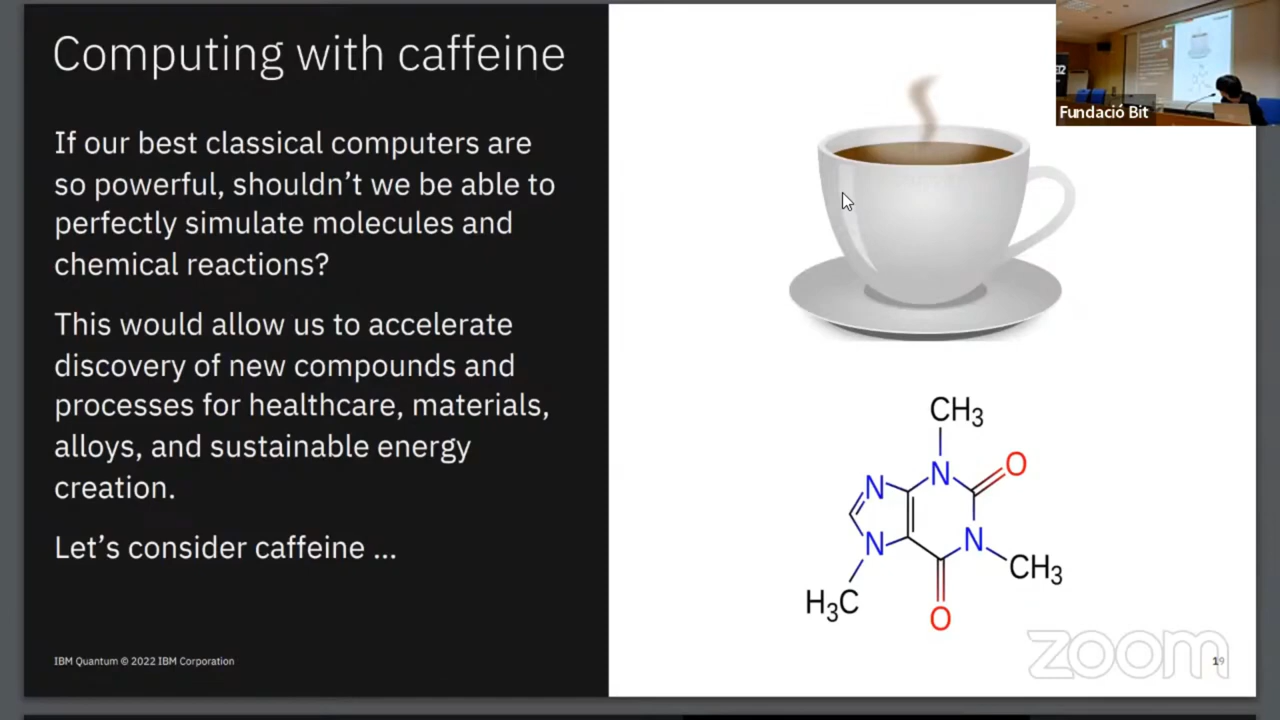 Computing with caffeine
If our best classical computers are
so powerful, shouldn’t we be able to
perfectly simulate molecules and
chemical reactions?
This would allow us to accelerate
discovery of new compounds and
processes for healthcare, materials,
alloys, and sustainable energy
creation.
Let’s consider caffeine ...
IBM Quantum © 2022 IBM Corporation
Fundació Bit
CH3
O
N
N
N
N
CH3
H3C
O
zoom
19